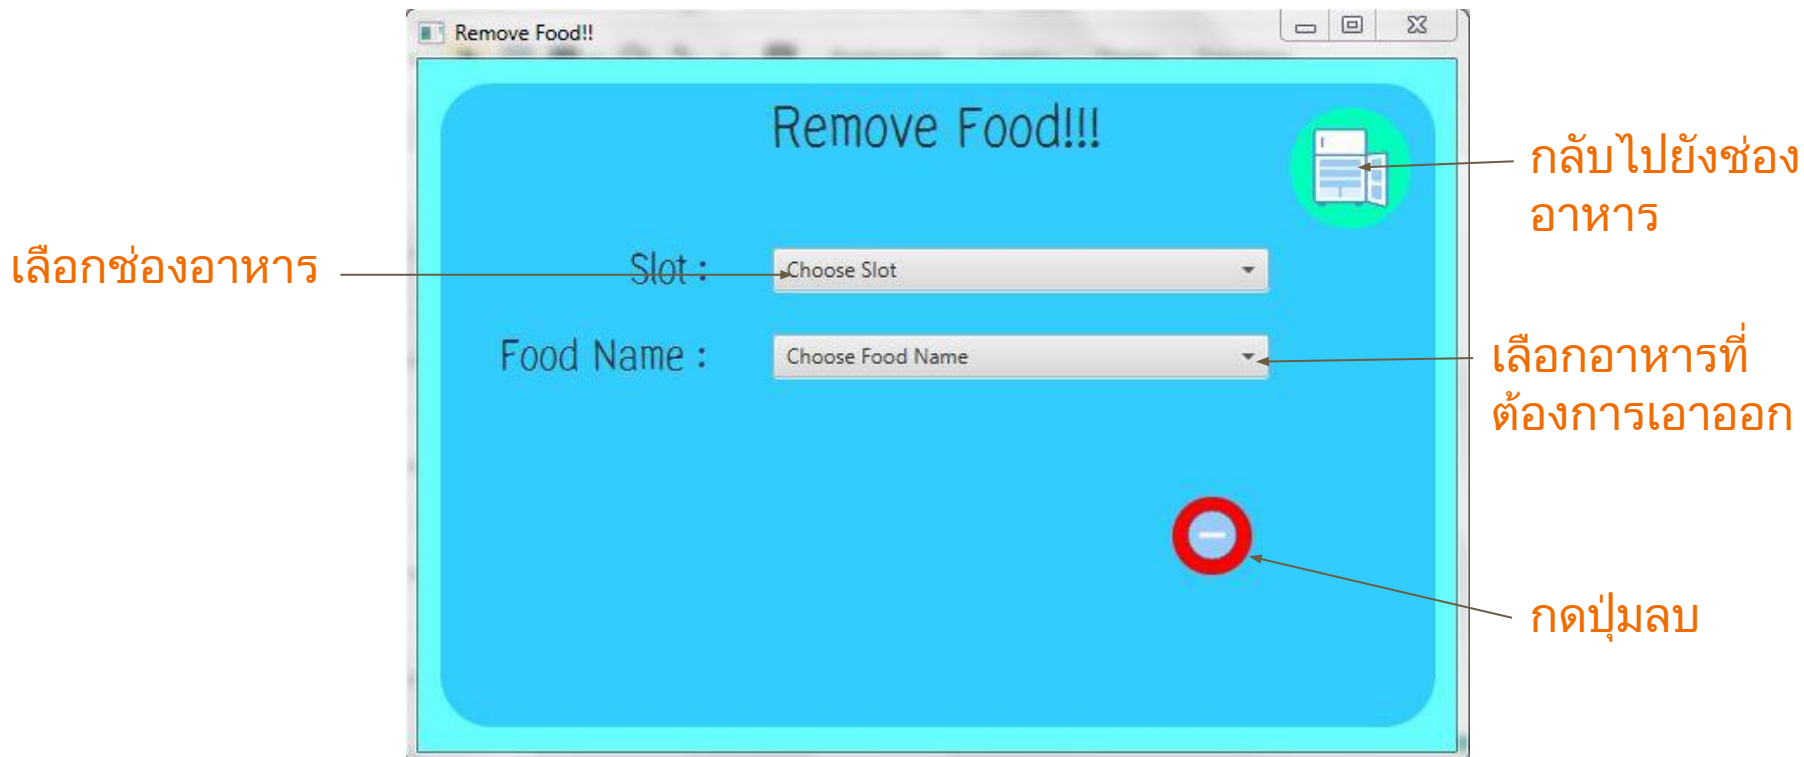 Remove Food!!
Remove Food!!!
กลับไปยังช่อง
อาหาร
เลือกช่องอาหาร
Slot :
Choose Slot
Food Name :
Choose Food Name
เลือกอาหารที่
ต้องการเอาออก
กดปุ่มลบ